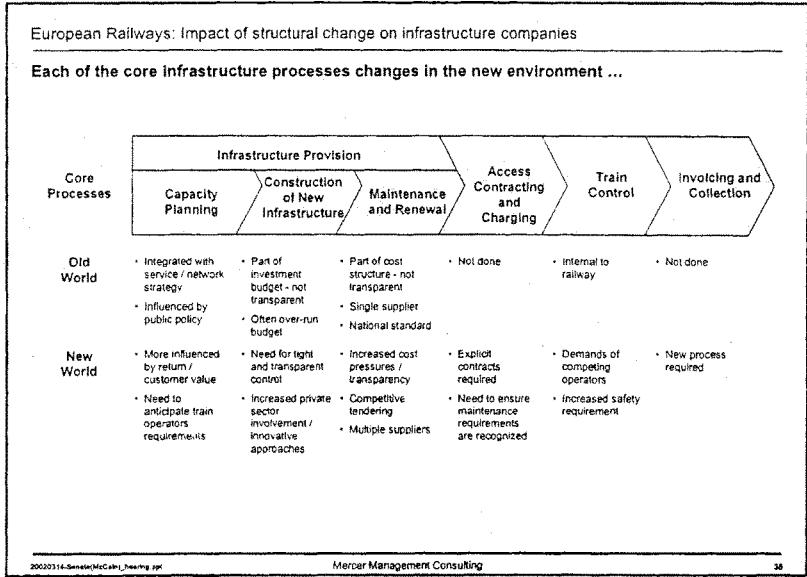 European Railways: Impact of structural change on infrastructure companies
Each of the core infrastructure processes changes in the new environment ...
Core
Processes
Infrastructure Provision
Capacity
Planning
Construction
of New
Infrastructure
Maintenance
and Renewal
Access
Contracting
and
Charging
Train
Control
Invoicing and
Collection
Old
World
• Integrated with
service / network
strategy
• Influenced by
public policy
• Part of
investment
budget - not
transparent
• Often over-run
budget
• Part of cost
structure - not
transparent
• Single supplier
• National standard
• Not done
• Internal to
railway
• Not done
New
World
• More influenced
by return /
customer value
• Need to
anticipate train
operators
requirements
• Need for tight
and transparent
control
• Increased private
sector
involvement /
innovative
approaches
• Increased cost
pressures /
transparency
• Competitive
tendering
• Multiple suppliers
• Explicit
contracts
required
• Need to ensure
maintenance
requirements
are recognized
• Demands of
competing
operators
• Increased safety
requirement
• New process
required
20020314-Senate(McCain)_hearing.ppt
Mercer Management Consulting
38